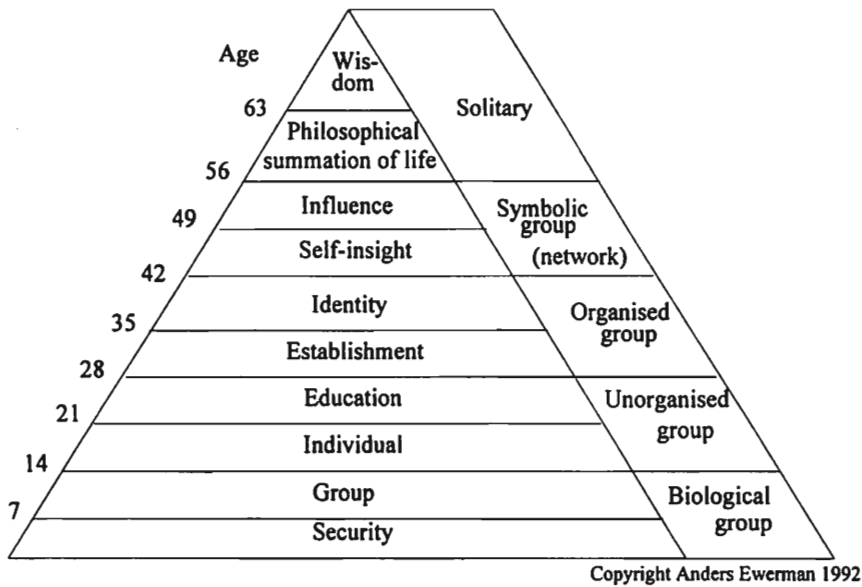 Age
Wis-
dom
63
Solitary
Philosophical
summation of life
56
Influence
Symbolic
group
49
(network)
Self-insight
42
Identity
Organised
group
35
Establishment
28
Education
Unorganised
group
21
Individual
14
Group
Biological
group
7
Security
Copyright Anders Ewerman 1992